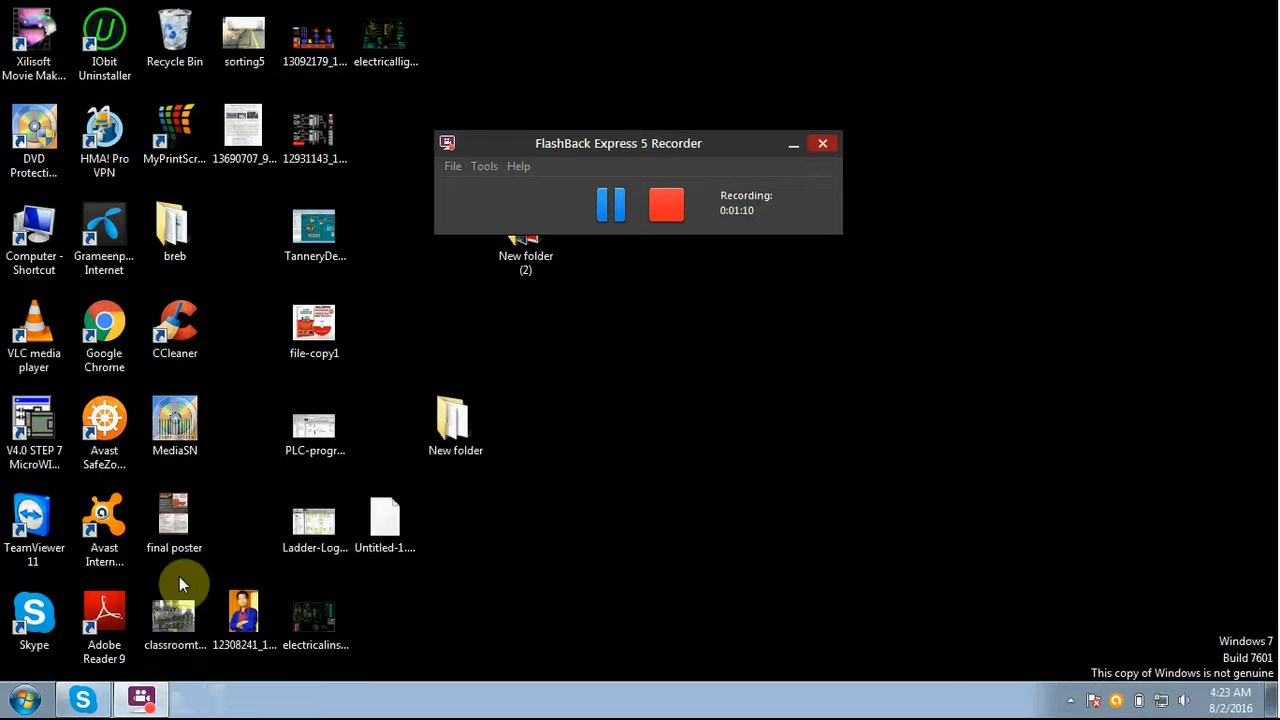 Xilisoft
Movie Mak...
IObit
Uninstaller
Recycle Bin
sorting5
13092179_1...
electricallig...
DVD
Protecti...
HMA! Pro
VPN
MyPrintScr...
13690707_9...
12931143_1...
FlashBack Express 5 Recorder
File Tools Help
Recording:
0:01:10
Computer -
Shortcut
Grameenp...
Internet
breb
TanneryDe...
New folder
(2)
VLC media
player
Google
Chrome
CCleaner
file-copy1
V4.0 STEP 7
MicroWI...
Avast
SafeZo...
MediaSN
PLC-progr...
New folder
TeamViewer
11
Avast
Intern...
final poster
Ladder-Log...
Untitled-1....
Skype
Adobe
Reader 9
classroomt...
12308241_1...
electricalins...
Windows 7
Build 7601
This copy of Windows is not genuine
4:23 AM
8/2/2016